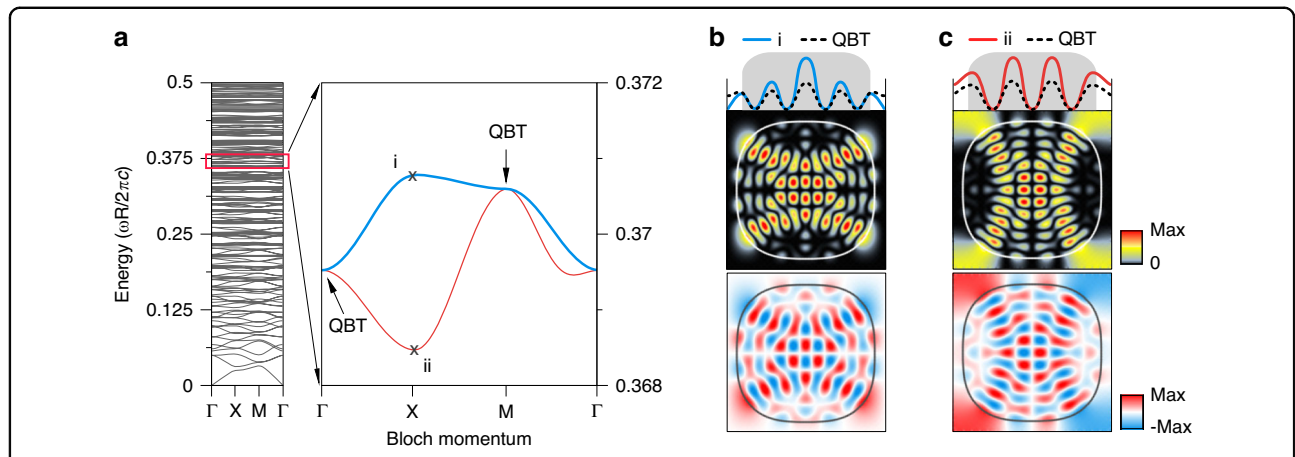 a
b i QBT
c ii QBT
0.5
0.375
0.25
0.125
0
Energy (ωR/2πc)
Γ X M Γ
0.372
0.37
0.368
QBT
i
QBT
ii
Γ X M Γ
Bloch momentum
Max
0
Max
-Max